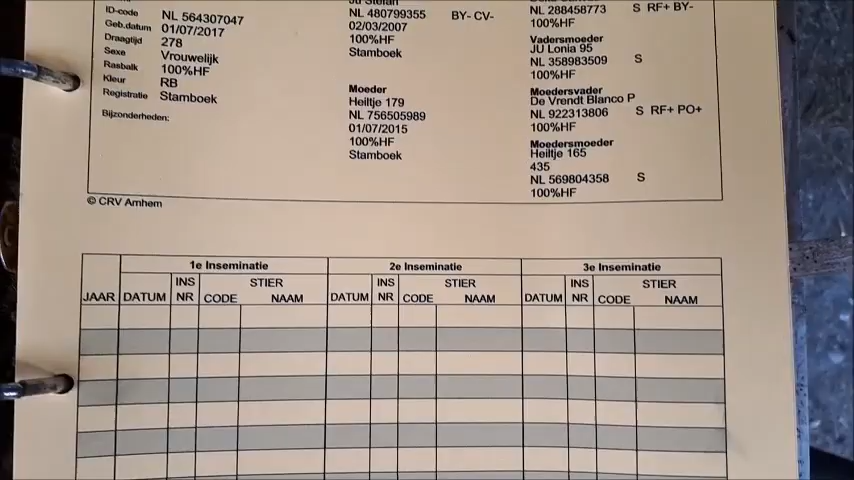 ID-code NL 564307047
Geb.datum 01/07/2017
Draagtijd 278
Sexe Vrouwelijk
Rasbalk 100%HF
Kleur RB
Registratie Stamboek
Bijzonderheden:
NL 480799355 BY- CV-
02/03/2007
100%HF
Stamboek
Moeder
Heiltje 179
NL 756505989
01/07/2015
100%HF
Stamboek
NL 288458773 S RF+ BY-
100%HF
Vadersmoeder
JU Lonia 95
NL 358983509 S
100%HF
Moedersvader
De Vrendt Blanco P
NL 922313806 S RF+ PO+
100%HF
Moedersmoeder
Heiltje 165
435
NL 569804358 S
100%HF
© CRV Arnhem
1e Inseminatie 2e Inseminatie 3e Inseminatie
INS STIER INS STIER INS STIER
JAAR DATUM NR CODE NAAM DATUM NR CODE NAAM DATUM NR CODE NAAM